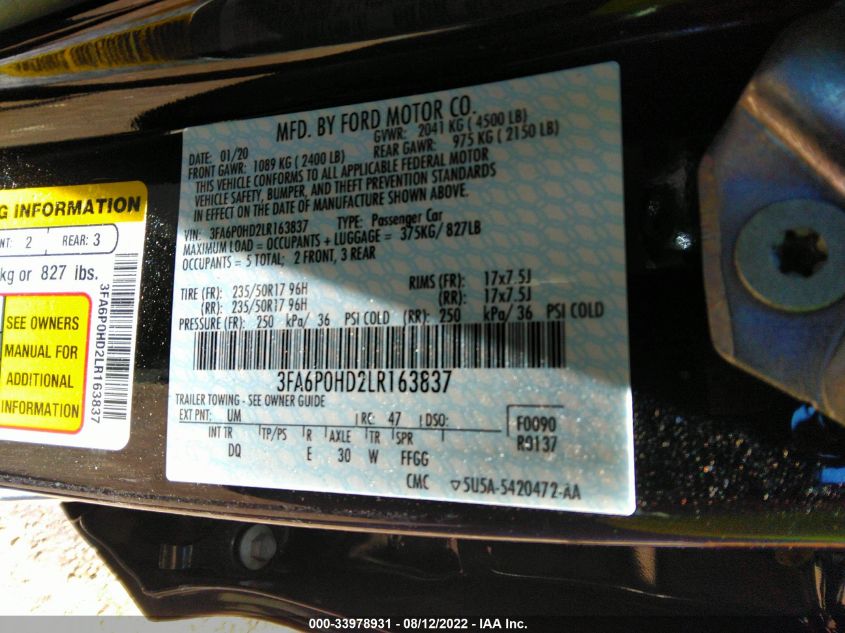 G INFORMATION
NT: 2 REAR: 3
kg or 827 lbs.
SEE OWNERS
MANUAL FOR
ADDITIONAL
INFORMATION
3FA6P0HD2LR163837
MFD. BY FORD MOTOR CO.
DATE: 01/20 GVWR: 2041 KG ( 4500 LB)
FRONT GAWR: 1089 KG ( 2400 LB) REAR GAWR: 975 KG ( 2150 LB)
THIS VEHICLE CONFORMS TO ALL APPLICABLE FEDERAL MOTOR
VEHICLE SAFETY, BUMPER, AND THEFT PREVENTION STANDARDS
IN EFFECT ON THE DATE OF MANUFACTURE SHOWN ABOVE.
VIN: 3FA6P0HD2LR163837 TYPE: Passenger Car
MAXIMUM LOAD = OCCUPANTS + LUGGAGE = 375KG/ 827LB
OCCUPANTS = 5 TOTAL; 2 FRONT, 3 REAR
TIRE (FR): 235/50R17 96H RIMS (FR): 17x7.5J
(RR): 235/50R17 96H (RR): 17x7.5J
PRESSURE (FR): 250 kPa/ 36 PSI COLD (RR): 250 kPa/ 36 PSI COLD
3FA6P0HD2LR163837
TRAILER TOWING - SEE OWNER GUIDE
EXT PNT: UM RC: 47 DSO: F0090
INT TR TP/PS R AXLE TR SPR R0137
DQ E 30 W FFGG
CMC ▽5U5A-5420472-AA
000-33978931 - 08/12/2022 - IAA Inc.